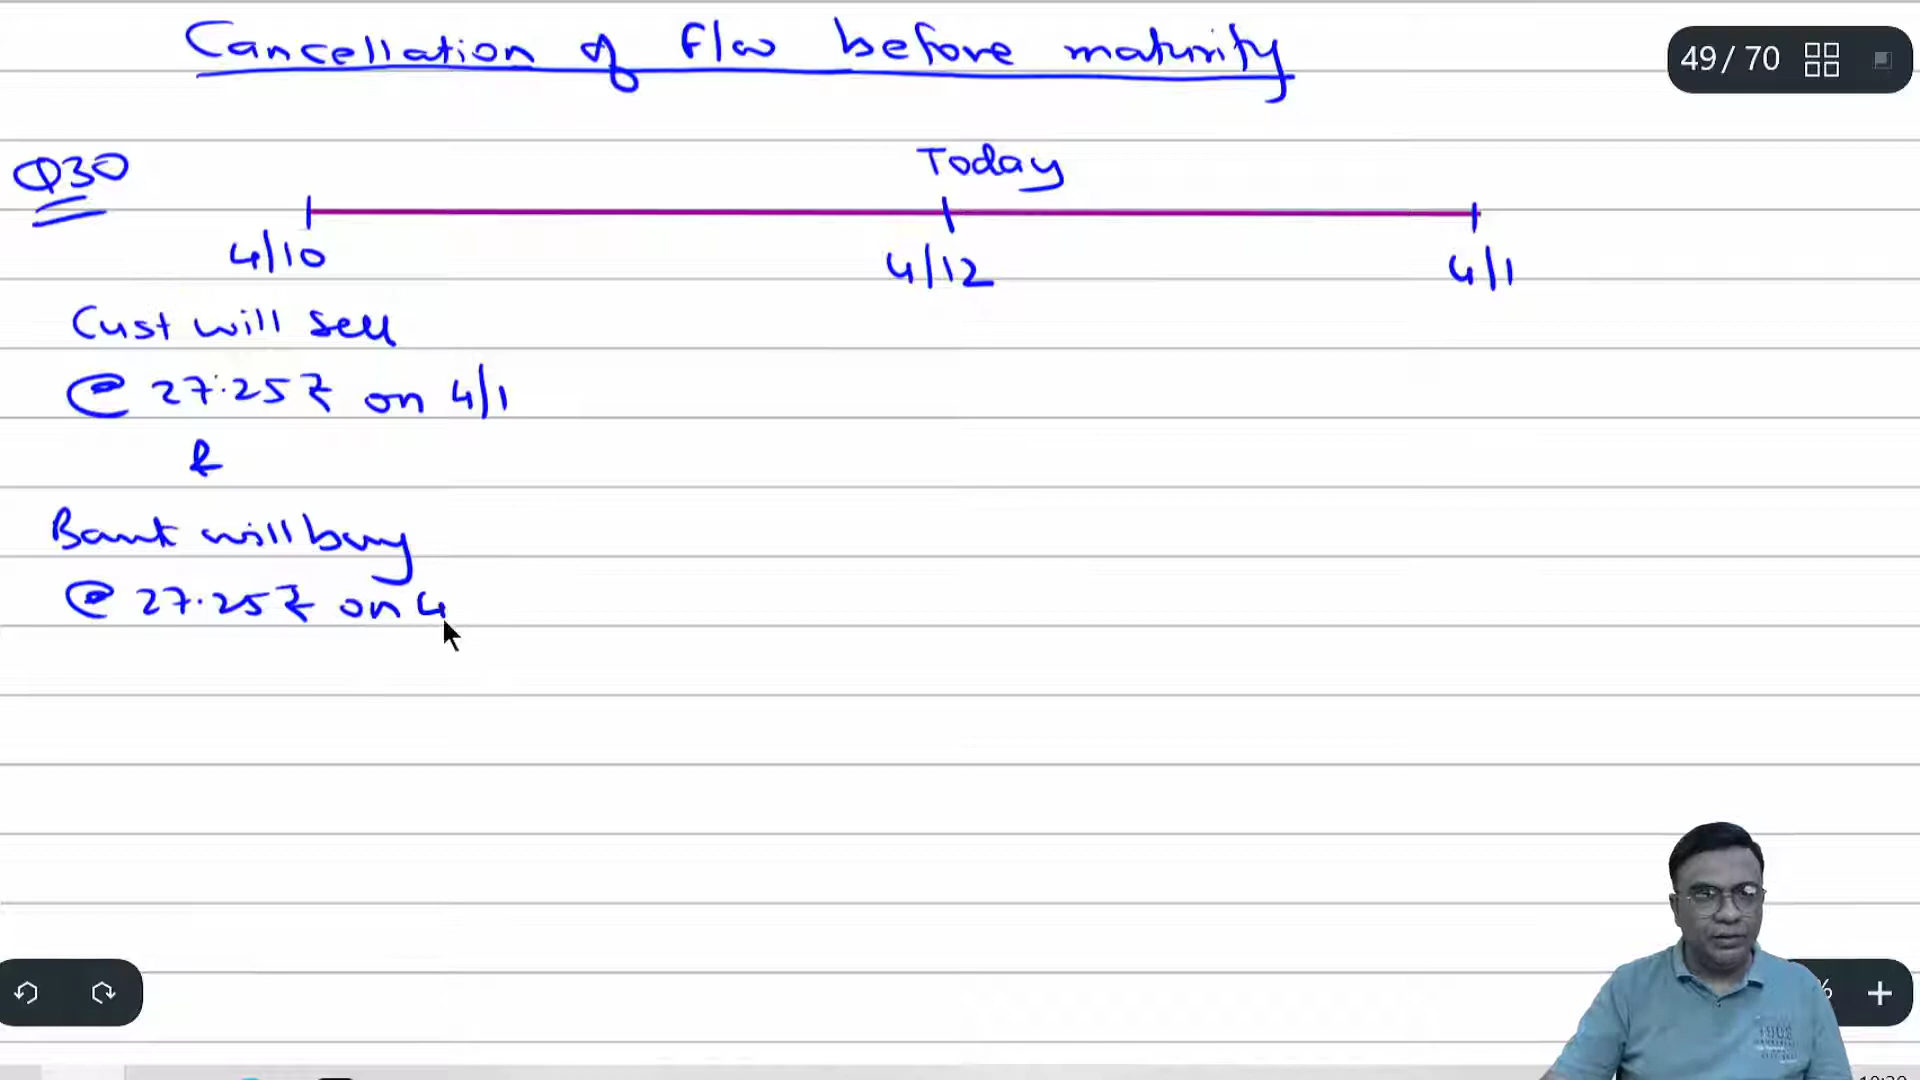 Cancellation of F/w before maturity
49 / 70
Q30
Today
4/10
4/12
4/1
Cust will sell
@ 27.25₹ on 4/1
&
Bank will buy
@ 27.25₹ on 4
%